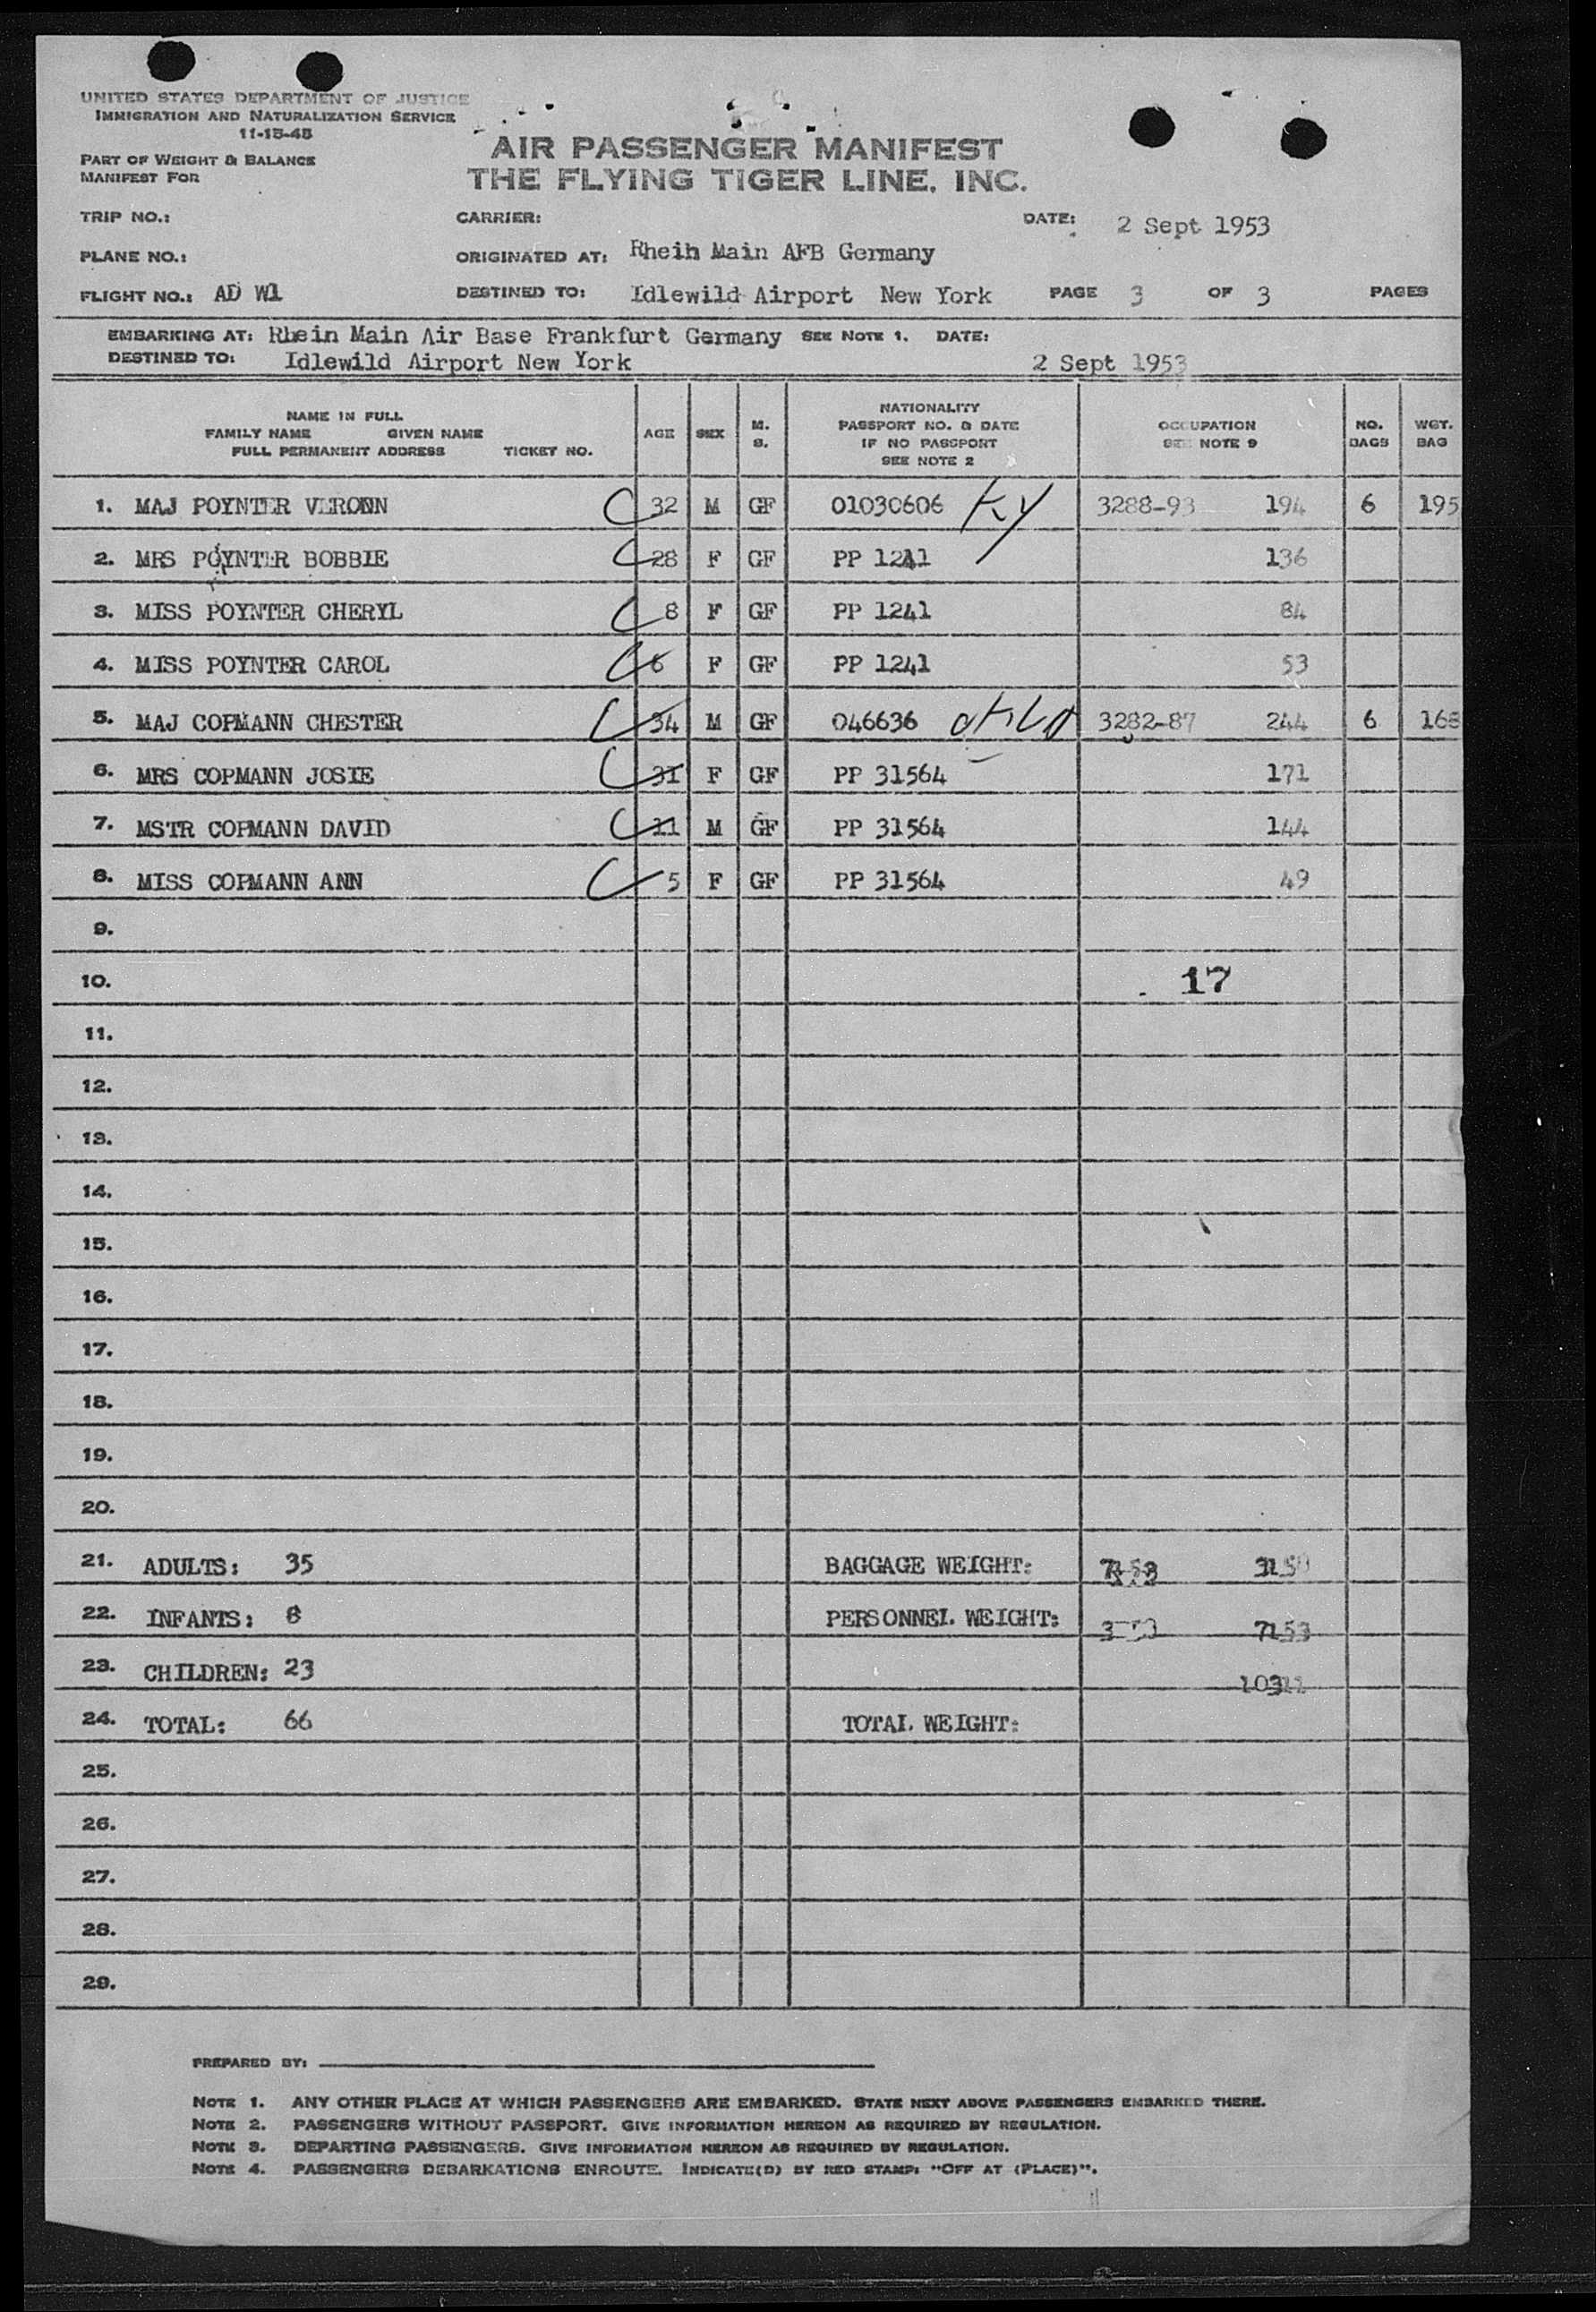 UNITED STATES DEPARTMENT OF JUSTICE
IMMIGRATION AND NATURALIZATION SERVICE
11-15-45
PART OF WEIGHT & BALANCE
MANIFEST FOR
AIR PASSENGER MANIFEST
THE FLYING TIGER LINE, INC.
TRIP NO.: CARRIER: DATE: 2 Sept 1953
PLANE NO.: ORIGINATED AT: Rheih Main AFB Germany
FLIGHT NO.: AD W1 DESTINED TO: Idlewild Airport New York PAGE 3 OF 3 PAGES
EMBARKING AT: Rhein Main Air Base Frankfurt Germany SEE NOTE 1. DATE:
DESTINED TO: Idlewild Airport New York 2 Sept 1953
NAME IN FULL
FAMILY NAME GIVEN NAME
FULL PERMANENT ADDRESS TICKET NO.
AGE SEX M. S.
NATIONALITY
PASSPORT NO. & DATE
IF NO PASSPORT
SEE NOTE 2
OCCUPATION
SEE NOTE 9
NO. BAGS WGT. BAG
1. MAJ POYNTER C 32 M GF 01030606 Ky 3288-93 194 6 195
2. MRS POYNTER BOBBIE C 28 F GF PP 1241 136
3. MISS POYNTER CHERYL C 8 F GF PP 1241 84
4. MISS POYNTER CAROL C 6 F GF PP 1241 53
5. MAJ COPMANN CHESTER C 34 M GF 046636 3282-87 244 6 168
6. MRS COPMANN JOSIE C 31 F GF PP 31564 171
7. MSTR COPMANN DAVID C 11 M GF PP 31564 144
8. MISS COPMANN ANN C 5 F GF PP 31564 49
9.
10. 17
11.
12.
13.
14.
15.
16.
17.
18.
19.
20.
21. ADULTS: 35 BAGGAGE WEIGHT:
22. INFANTS: 8 PERSONNEL WEIGHT: 7153
23. CHILDREN: 23
24. TOTAL: 66 TOTAL WEIGHT:
25.
26.
27.
28.
29.
PREPARED BY:
NOTE 1. ANY OTHER PLACE AT WHICH PASSENGERS ARE EMBARKED. STATE NEXT ABOVE PASSENGERS EMBARKED THERE.
NOTE 2. PASSENGERS WITHOUT PASSPORT. GIVE INFORMATION HEREON AS REQUIRED BY REGULATION.
NOTE 3. DEPARTING PASSENGERS. GIVE INFORMATION HEREON AS REQUIRED BY REGULATION.
NOTE 4. PASSENGERS DEBARKATIONS ENROUTE. INDICATE(D) BY RED STAMP: "OFF AT (PLACE)".